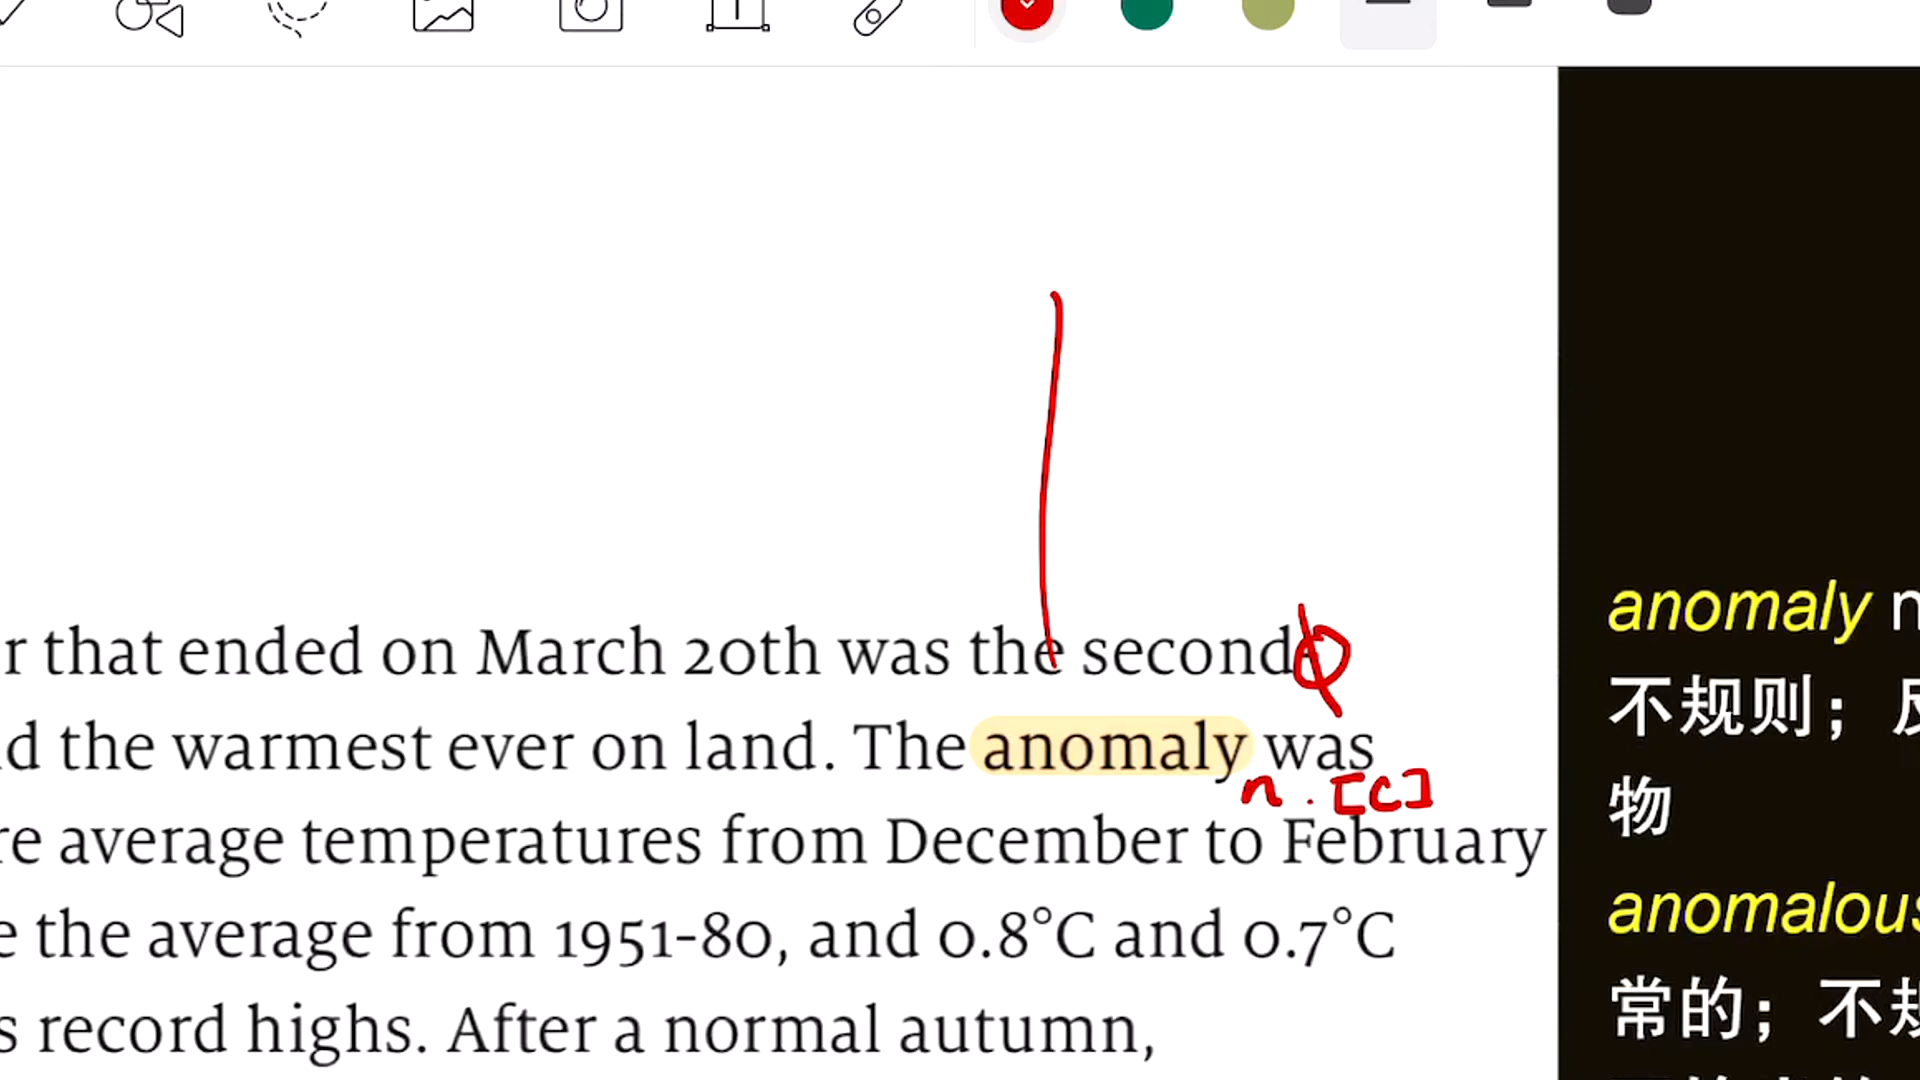 r that ended on March 20th was the second-
d the warmest ever on land. The anomaly was
n. [C]
re average temperatures from December to February
e the average from 1951-80, and 0.8°C and 0.7°C
s record highs. After a normal autumn,
anomaly n
不规则；反
物
anomalous
常的；不规